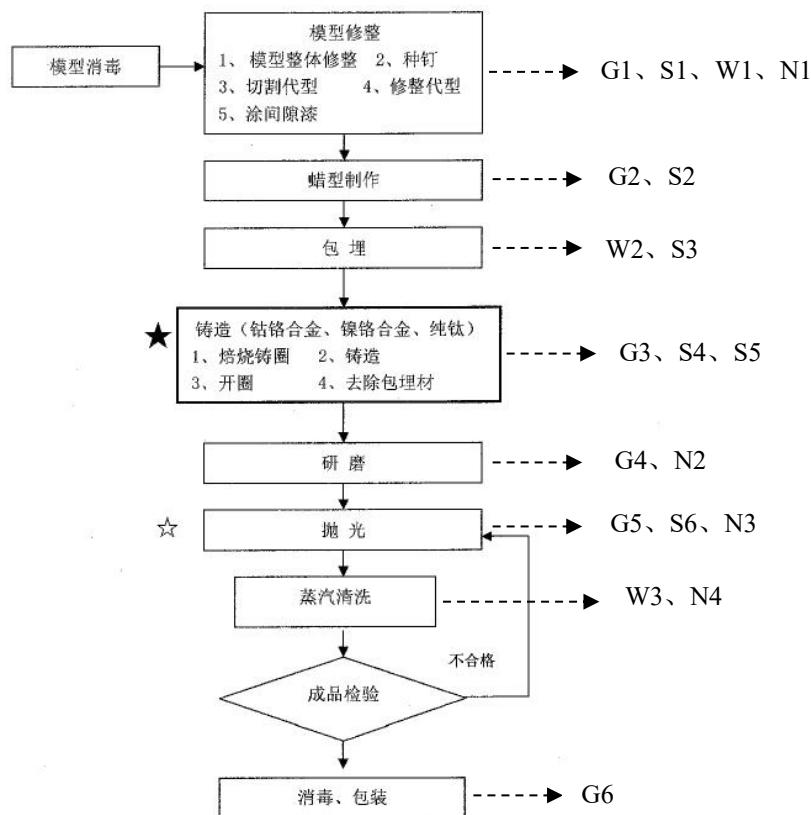 模型消毒
模型修整
1、模型整体修整 2、种钉
3、切割代型 4、修整代型
5、涂间隙漆
G1、S1、W1、N1
蜡型制作
G2、S2
包 埋
W2、S3
★
铸造（钴铬合金、镍铬合金、纯钛）
1、焙烧铸圈 2、铸造
3、开圈 4、去除包埋材
G3、S4、S5
研 磨
G4、N2
☆
抛 光
G5、S6、N3
蒸汽清洗
W3、N4
不合格
成品检验
消毒、包装
G6